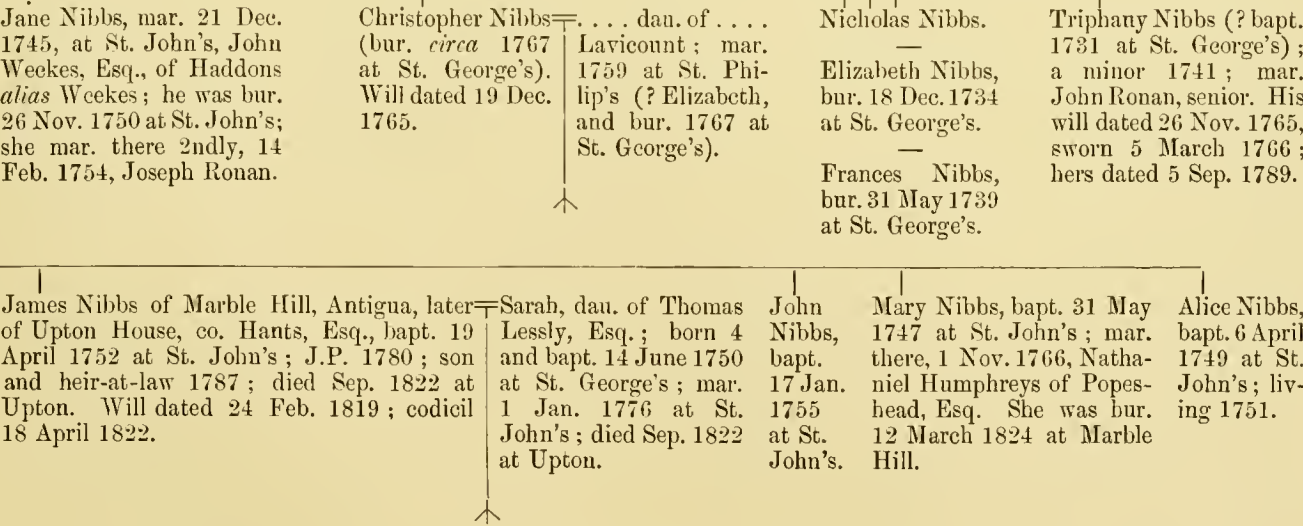 Jane Nibbs, mar. 21 Dec.
1745, at St. John's, John
Weekes, Esq., of Haddons
alias Weekes; he was bur.
26 Nov. 1750 at St. John's;
she mar. there 2ndly, 14
Feb. 1754, Joseph Ronan.
Christopher Nibbs=
(bur. circa 1767
at St. George's).
Will dated 19 Dec.
1765.
. . . . dau. of . . . .
Lavicount; mar.
1759 at St. Phi-
lip's (? Elizabeth,
and bur. 1767 at
St. George's).
Nicholas Nibbs.
—
Elizabeth Nibbs,
bur. 18 Dec. 1734
at St. George's.
—
Frances Nibbs,
bur. 31 May 1739
at St. George's.
Triphany Nibbs (? bapt.
1731 at St. George's);
a minor 1741; mar.
John Ronan, senior. His
will dated 26 Nov. 1765,
sworn 5 March 1766;
hers dated 5 Sep. 1789.
James Nibbs of Marble Hill, Antigua, later=
of Upton House, co. Hants, Esq., bapt. 19
April 1752 at St. John's; J.P. 1780; son
and heir-at-law 1787; died Sep. 1822 at
Upton. Will dated 24 Feb. 1819; codicil
18 April 1822.
Sarah, dau. of Thomas
Lessly, Esq.; born 4
and bapt. 14 June 1750
at St. George's; mar.
1 Jan. 1776 at St.
John's; died Sep. 1822
at Upton.
John
Nibbs,
bapt.
17 Jan.
1755
at St.
John's.
Mary Nibbs, bapt. 31 May
1747 at St. John's; mar.
there, 1 Nov. 1766, Natha-
niel Humphreys of Popes-
head, Esq. She was bur.
12 March 1824 at Marble
Hill.
Alice Nibbs,
bapt. 6 April
1749 at St.
John's; liv-
ing 1751.